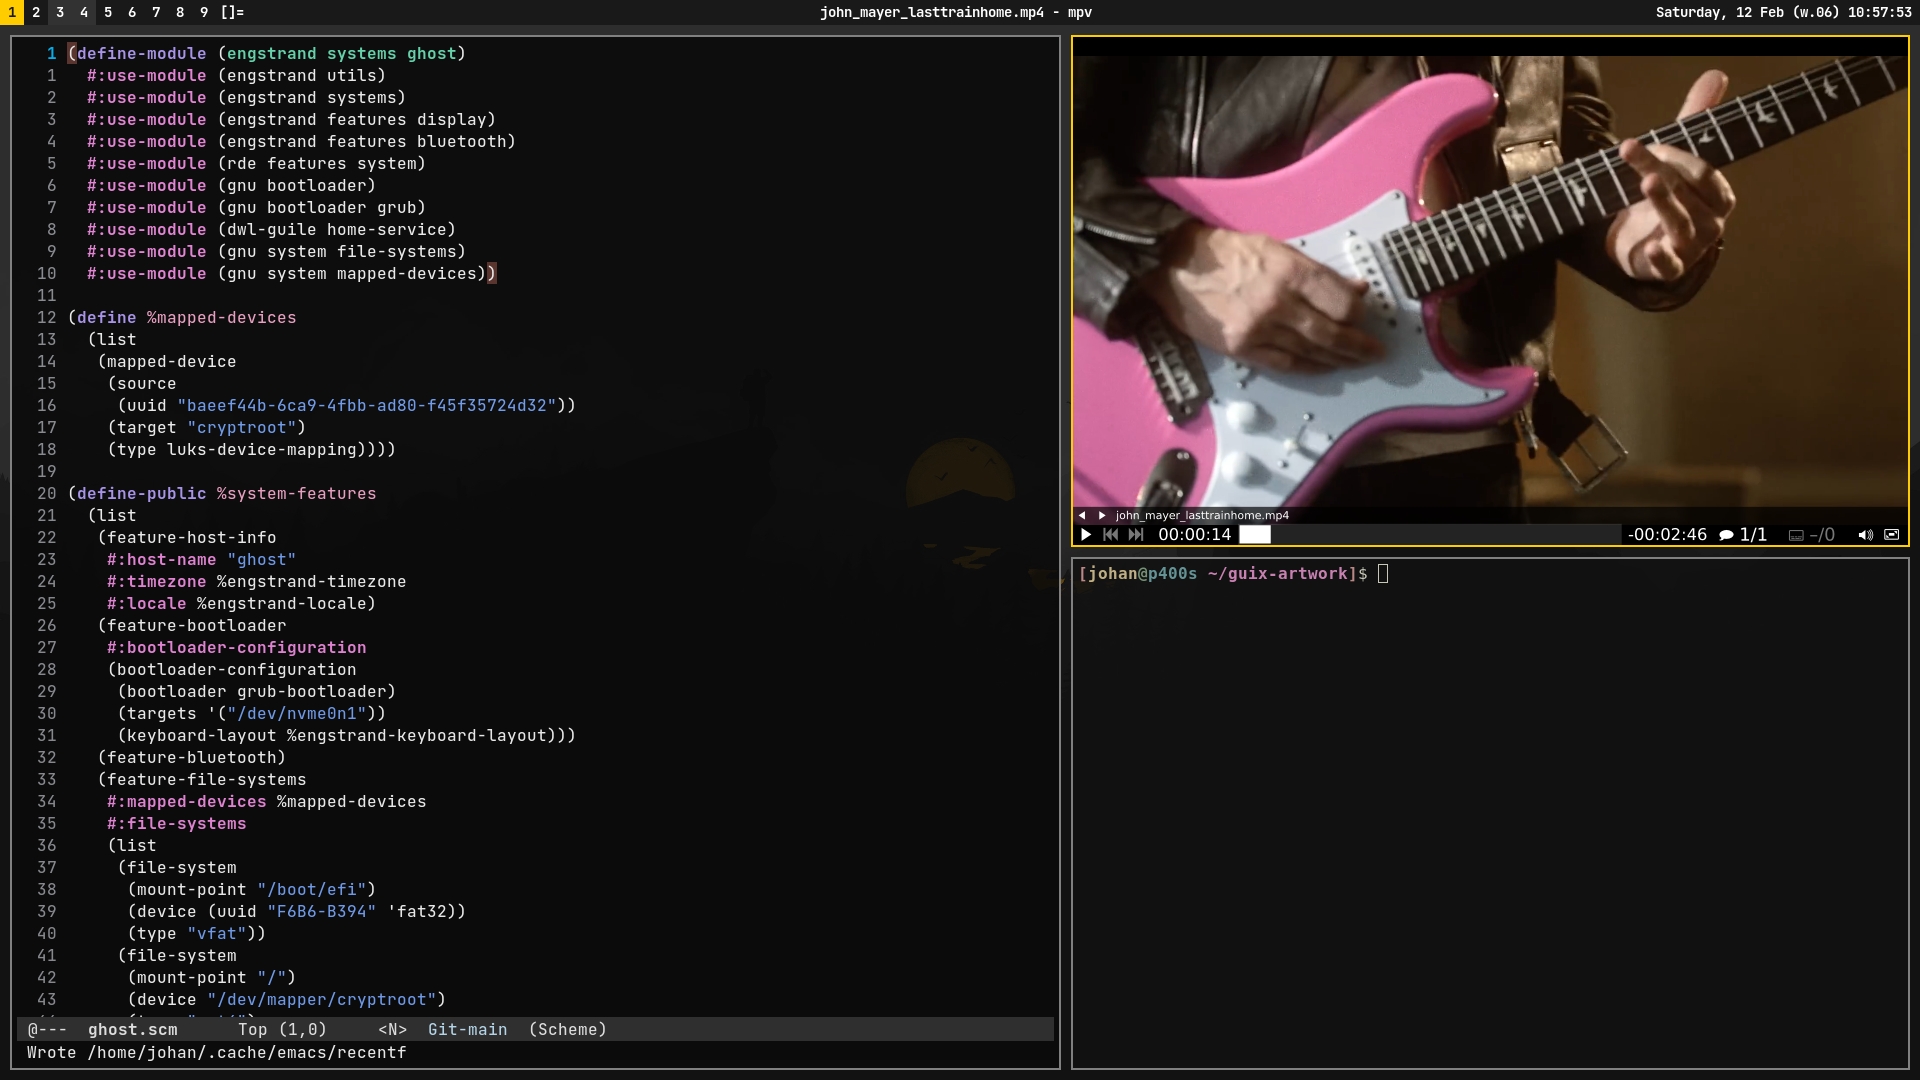 1 2 3 4 5 6 7 8 9 []=
john_mayer_lasttrainhome.mp4 - mpv
Saturday, 12 Feb (w.06) 10:57:53
1 (define-module (engstrand systems ghost)
1   #:use-module (engstrand utils)
2   #:use-module (engstrand systems)
3   #:use-module (engstrand features display)
4   #:use-module (engstrand features bluetooth)
5   #:use-module (rde features system)
6   #:use-module (gnu bootloader)
7   #:use-module (gnu bootloader grub)
8   #:use-module (dwl-guile home-service)
9   #:use-module (gnu system file-systems)
10   #:use-module (gnu system mapped-devices))
11
12 (define %mapped-devices
13   (list
14    (mapped-device
15     (source
16      (uuid "baeef44b-6ca9-4fbb-ad80-f45f35724d32"))
17     (target "cryptroot")
18     (type luks-device-mapping))))
19
20 (define-public %system-features
21   (list
22    (feature-host-info
23     #:host-name "ghost"
24     #:timezone %engstrand-timezone
25     #:locale %engstrand-locale)
26    (feature-bootloader
27     #:bootloader-configuration
28     (bootloader-configuration
29      (bootloader grub-bootloader)
30      (targets '("/dev/nvme0n1"))
31      (keyboard-layout %engstrand-keyboard-layout)))
32    (feature-bluetooth)
33    (feature-file-systems
34     #:mapped-devices %mapped-devices
35     #:file-systems
36     (list
37      (file-system
38       (mount-point "/boot/efi")
39       (device (uuid "F6B6-B394" 'fat32))
40       (type "vfat"))
41      (file-system
42       (mount-point "/")
43       (device "/dev/mapper/cryptroot")
@--- ghost.scm Top (1,0) <N> Git-main (Scheme)
Wrote /home/johan/.cache/emacs/recentf
john_mayer_lasttrainhome.mp4
00:00:14 -00:02:46 1/1 –/0
[johan@p400s ~/guix-artwork]$